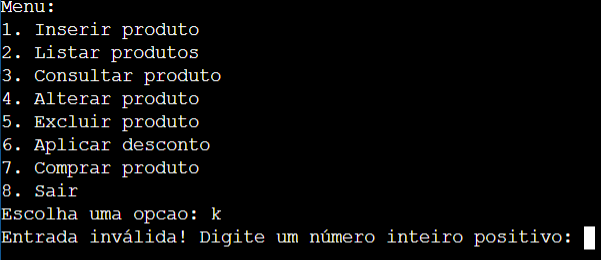 Menu:
1. Inserir produto
2. Listar produtos
3. Consultar produto
4. Alterar produto
5. Excluir produto
6. Aplicar desconto
7. Comprar produto
8. Sair
Escolha uma opcao: k
Entrada inválida! Digite um número inteiro positivo: